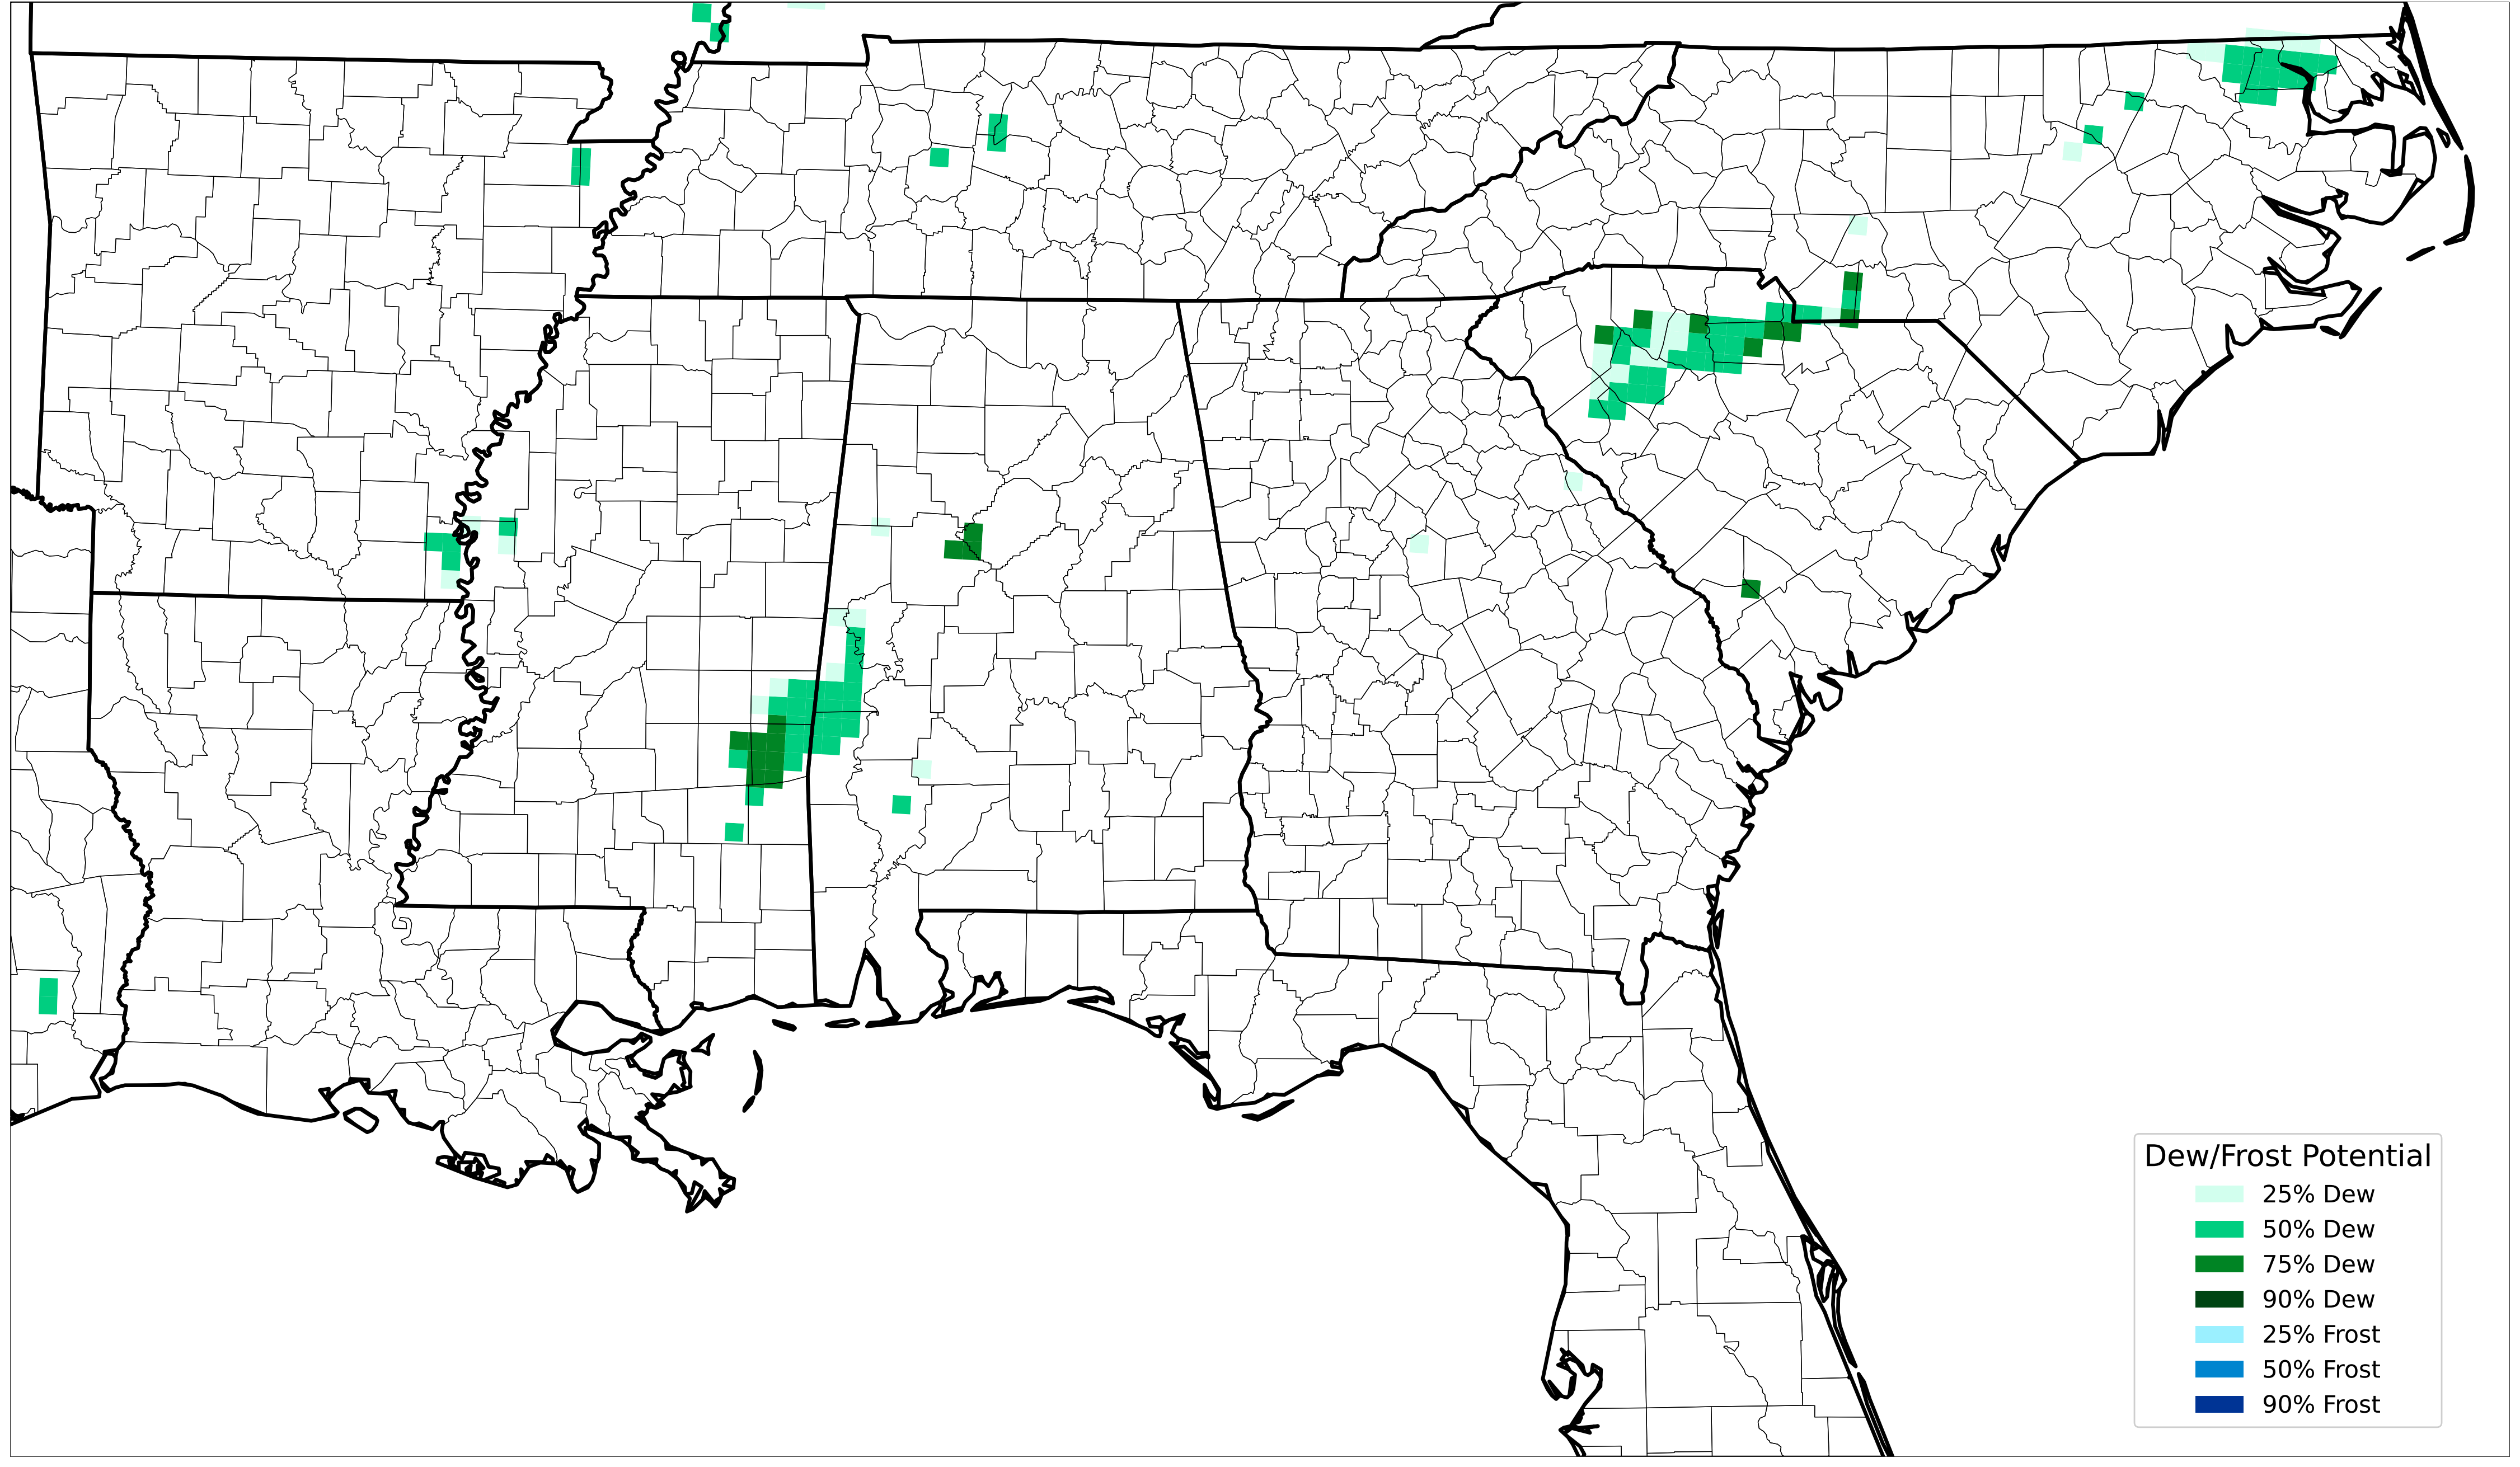 Dew/Frost Potential
25% Dew
50% Dew
75% Dew
90% Dew
25% Frost
50% Frost
90% Frost